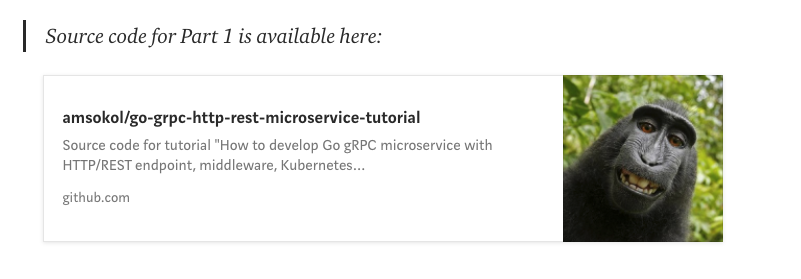 Source code for Part 1 is available here:
amsokol/go-grpc-http-rest-microservice-tutorial
Source code for tutorial "How to develop Go gRPC microservice with
HTTP/REST endpoint, middleware, Kubernetes...
github.com